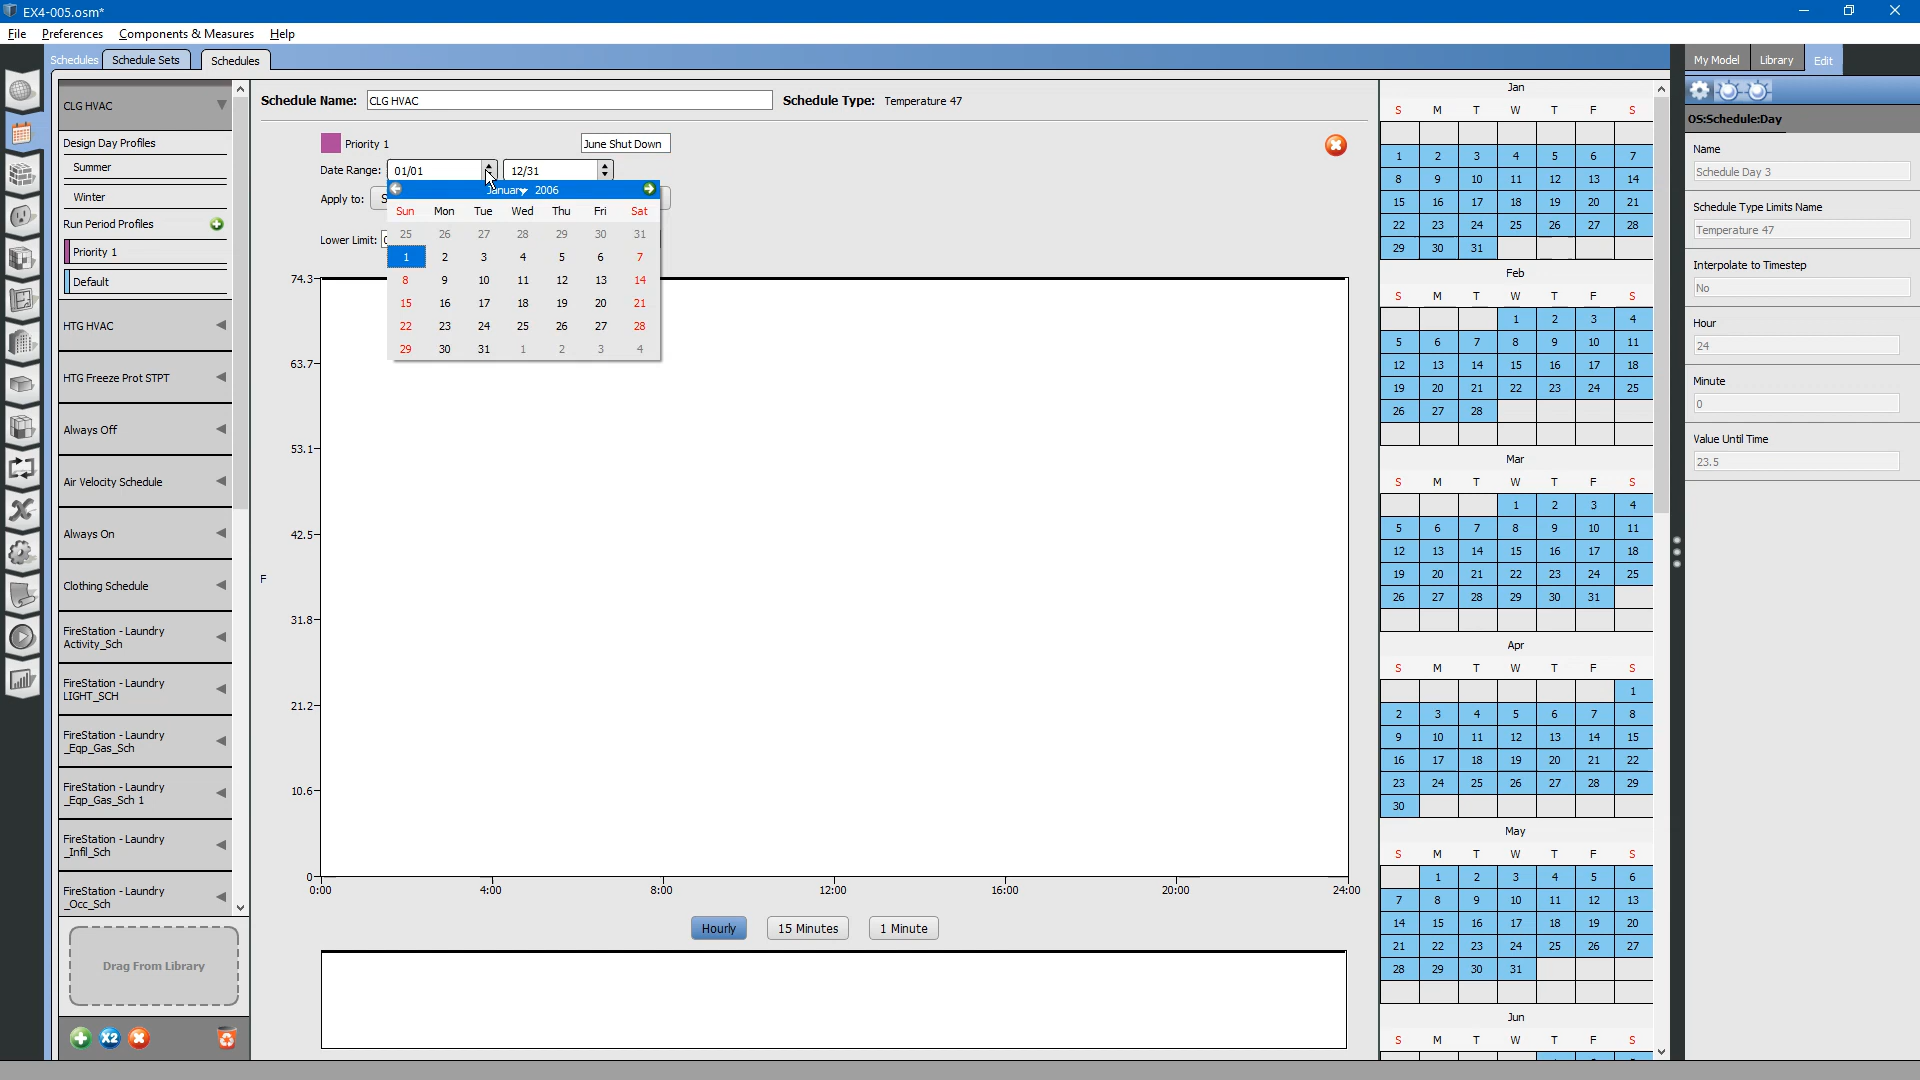 EX4-005.osm*
File Preferences Components & Measures Help
Schedules Schedule Sets Schedules
My Model Library Edit
CLG HVAC
Design Day Profiles
Summer
Winter
Run Period Profiles
Priority 1
Default
HTG HVAC
HTG Freeze Prot STPT
Always Off
Air Velocity Schedule
Always On
Clothing Schedule
FireStation - Laundry
Activity_Sch
FireStation - Laundry
LIGHT_SCH
FireStation - Laundry
_Eqp_Gas_Sch
FireStation - Laundry
_Eqp_Gas_Sch 1
FireStation - Laundry
_Infil_Sch
FireStation - Laundry
_Occ_Sch
Drag From Library
X2
Schedule Name: CLG HVAC Schedule Type: Temperature 47
Priority 1 June Shut Down
Date Range: 01/01 12/31
Apply to: S
Lower Limit:
January 2006
Sun Mon Tue Wed Thu Fri Sat
25 26 27 28 29 30 31
1 2 3 4 5 6 7
8 9 10 11 12 13 14
15 16 17 18 19 20 21
22 23 24 25 26 27 28
29 30 31 1 2 3 4
74.3
63.7
53.1
42.5
F
31.8
21.2
10.6
0
0:00 4:00 8:00 12:00 16:00 20:00 24:00
Hourly 15 Minutes 1 Minute
Jan
S M T W T F S
1 2 3 4 5 6 7
8 9 10 11 12 13 14
15 16 17 18 19 20 21
22 23 24 25 26 27 28
29 30 31
Feb
S M T W T F S
1 2 3 4
5 6 7 8 9 10 11
12 13 14 15 16 17 18
19 20 21 22 23 24 25
26 27 28
Mar
S M T W T F S
1 2 3 4
5 6 7 8 9 10 11
12 13 14 15 16 17 18
19 20 21 22 23 24 25
26 27 28 29 30 31
Apr
S M T W T F S
1
2 3 4 5 6 7 8
9 10 11 12 13 14 15
16 17 18 19 20 21 22
23 24 25 26 27 28 29
30
May
S M T W T F S
1 2 3 4 5 6
7 8 9 10 11 12 13
14 15 16 17 18 19 20
21 22 23 24 25 26 27
28 29 30 31
Jun
S M T W T F S
OS:Schedule:Day
Name
Schedule Day 3
Schedule Type Limits Name
Temperature 47
Interpolate to Timestep
No
Hour
24
Minute
0
Value Until Time
23.5